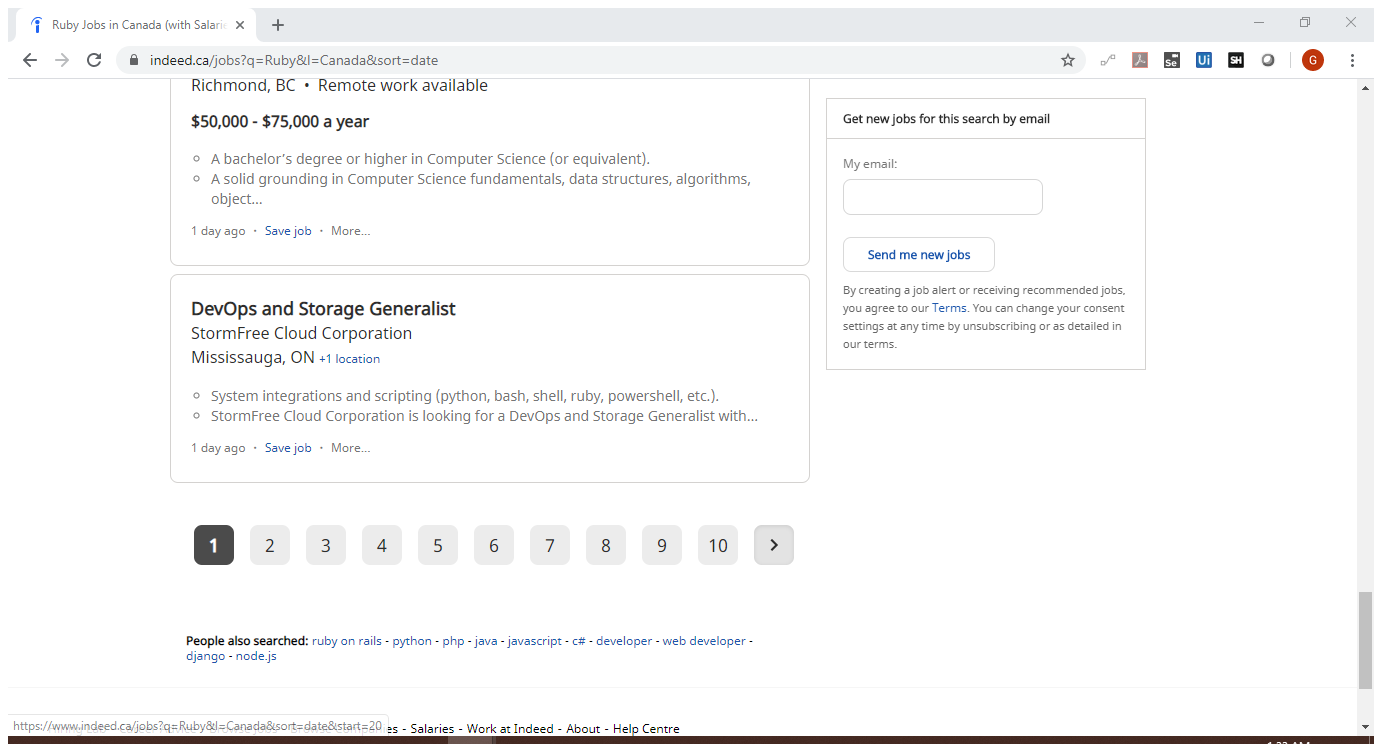 Ruby Jobs in Canada (with Salarie
indeed.ca/jobs?q=Ruby&l=Canada&sort=date
Se
Ui
SH
G
Richmond, BC • Remote work available
$50,000 - $75,000 a year
A bachelor's degree or higher in Computer Science (or equivalent).
A solid grounding in Computer Science fundamentals, data structures, algorithms,
object...
1 day ago · Save job · More...
Get new jobs for this search by email
My email:
Send me new jobs
By creating a job alert or receiving recommended jobs,
you agree to our Terms. You can change your consent
settings at any time by unsubscribing or as detailed in
our terms.
DevOps and Storage Generalist
StormFree Cloud Corporation
Mississauga, ON +1 location
System integrations and scripting (python, bash, shell, ruby, powershell, etc.).
StormFree Cloud Corporation is looking for a DevOps and Storage Generalist with...
1 day ago · Save job · More...
1 2 3 4 5 6 7 8 9 10
People also searched: ruby on rails - python - php - java - javascript - c# - developer - web developer -
django - node.js
https://www.indeed.ca/jobs?q=Ruby&l=Canada&sort=date&start=20
es - Salaries - Work at Indeed - About - Help Centre